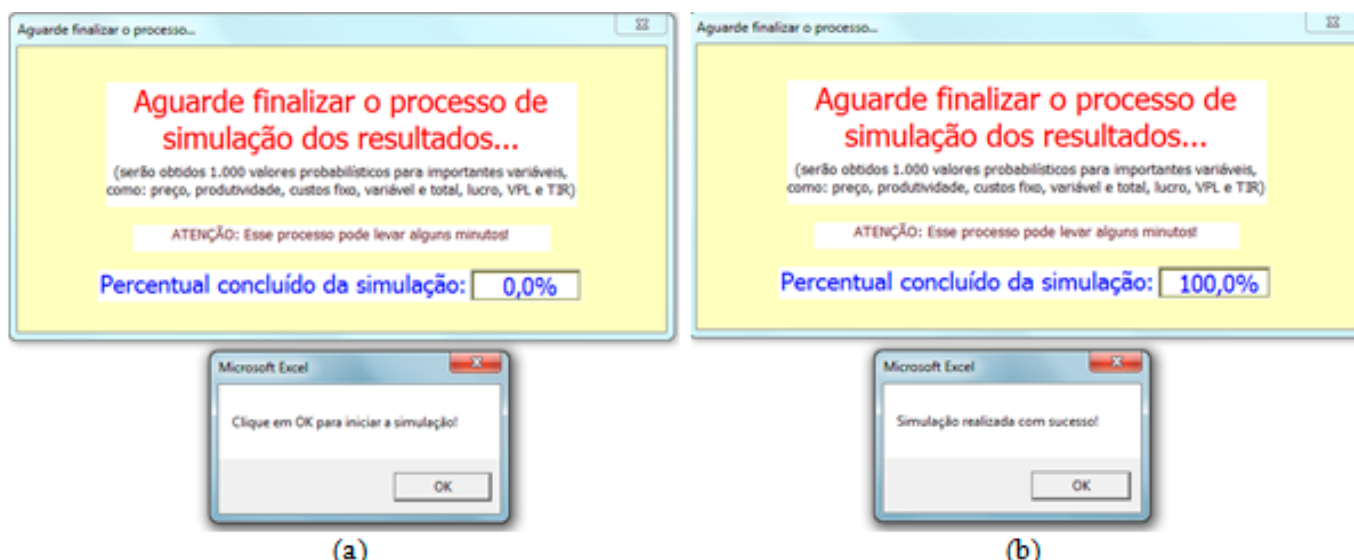 Aguarde finalizar o processo...
Aguarde finalizar o processo de
simulação dos resultados...
(serão obtidos 1.000 valores probabilísticos para importantes variáveis,
como: preço, produtividade, custos fixo, variável e total, lucro, VPL e TIR)
ATENÇÃO: Esse processo pode levar alguns minutos!
Percentual concluído da simulação: 0,0%
Microsoft Excel
Clique em OK para iniciar a simulação!
OK
(a)
Aguarde finalizar o processo...
Aguarde finalizar o processo de
simulação dos resultados...
(serão obtidos 1.000 valores probabilísticos para importantes variáveis,
como: preço, produtividade, custos fixo, variável e total, lucro, VPL e TIR)
ATENÇÃO: Esse processo pode levar alguns minutos!
Percentual concluído da simulação: 100,0%
Microsoft Excel
Simulação realizada com sucesso!
OK
(b)